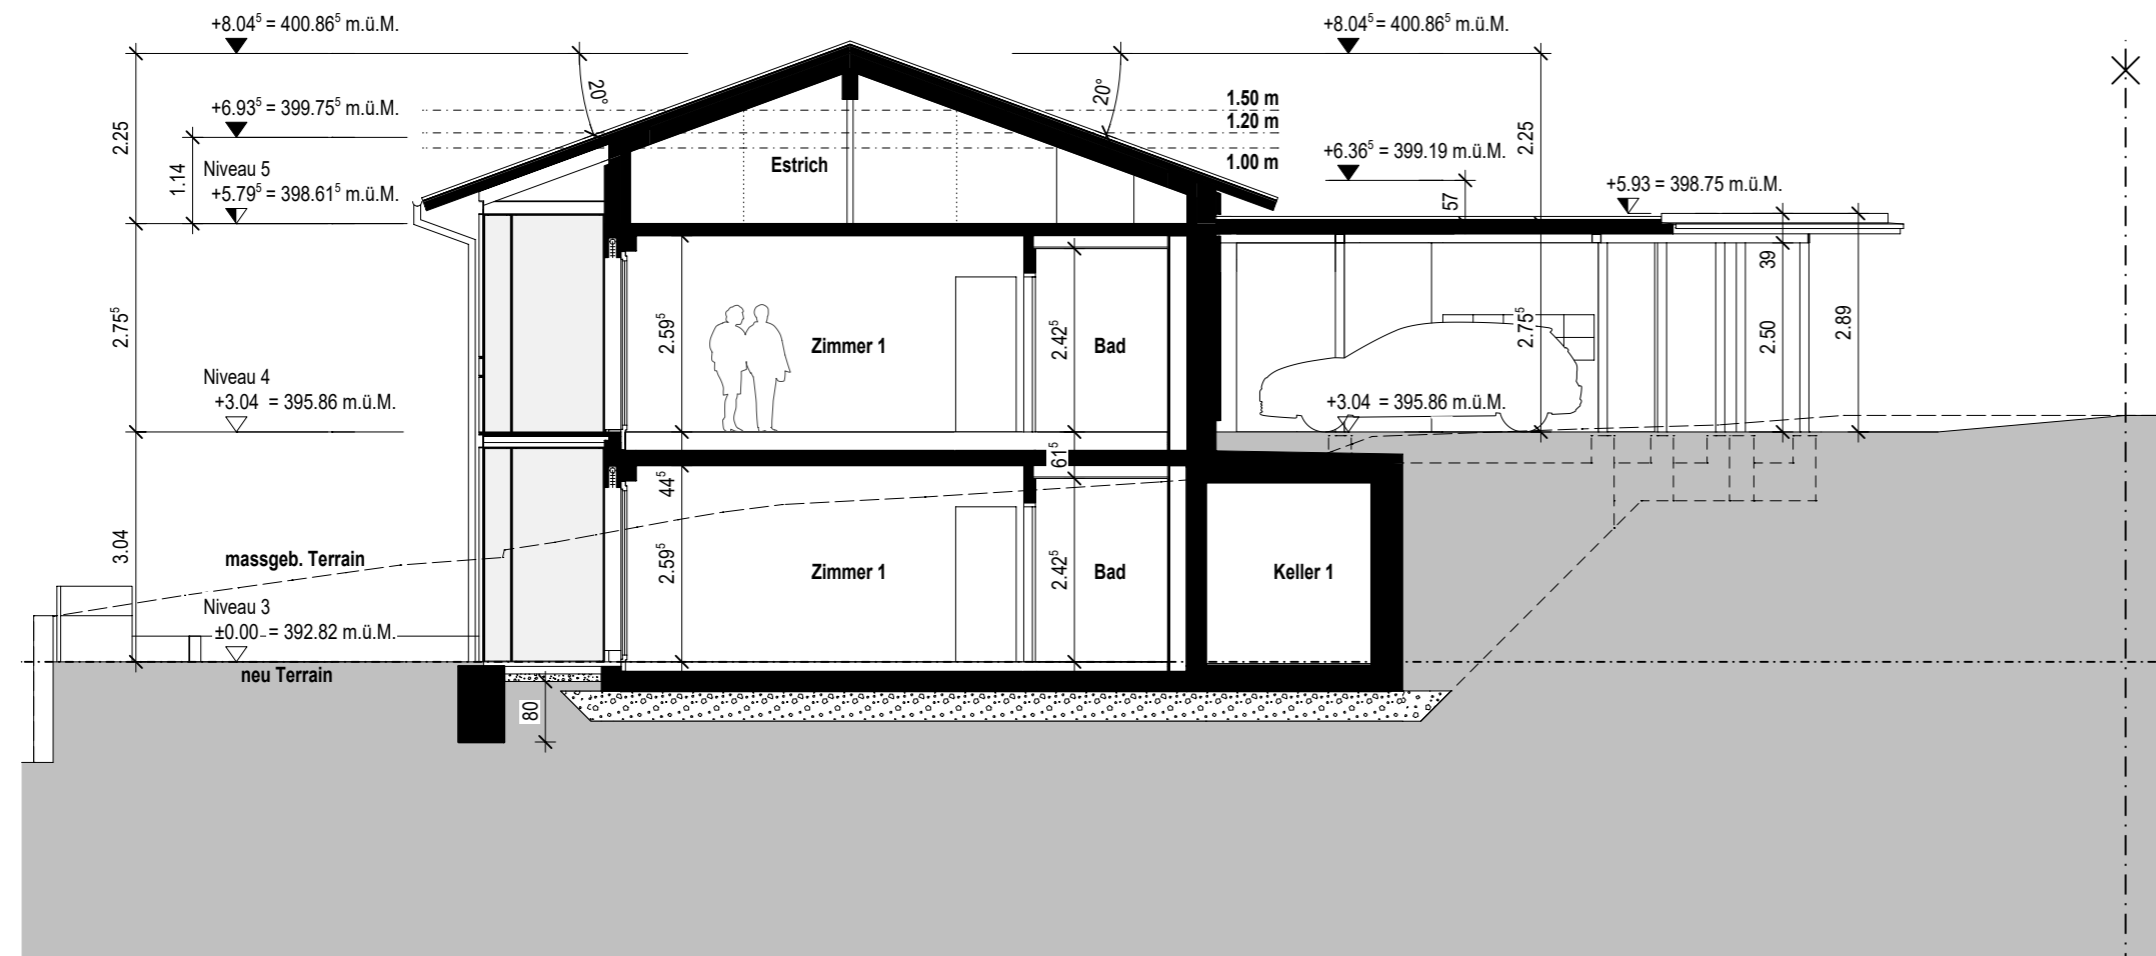 +8.04⁵ = 400.86⁵ m.ü.M.
+8.04⁵ = 400.86⁵ m.ü.M.
20°
20°
+6.93⁵ = 399.75⁵ m.ü.M.
1.50 m
1.20 m
1.00 m
2.25
2.25
1.14
Niveau 5
+5.79⁵ = 398.61⁵ m.ü.M.
Estrich
+6.36⁵ = 399.19 m.ü.M.
57
+5.93 = 398.75 m.ü.M.
39
2.75⁵
2.59⁵
Zimmer 1
2.42⁵
Bad
2.75⁵
2.50
2.89
Niveau 4
+3.04 = 395.86 m.ü.M.
+3.04 = 395.86 m.ü.M.
61⁵
44⁵
3.04
massgeb. Terrain
2.59⁵
Zimmer 1
2.42⁵
Bad
Keller 1
Niveau 3
±0.00 = 392.82 m.ü.M.
neu Terrain
80